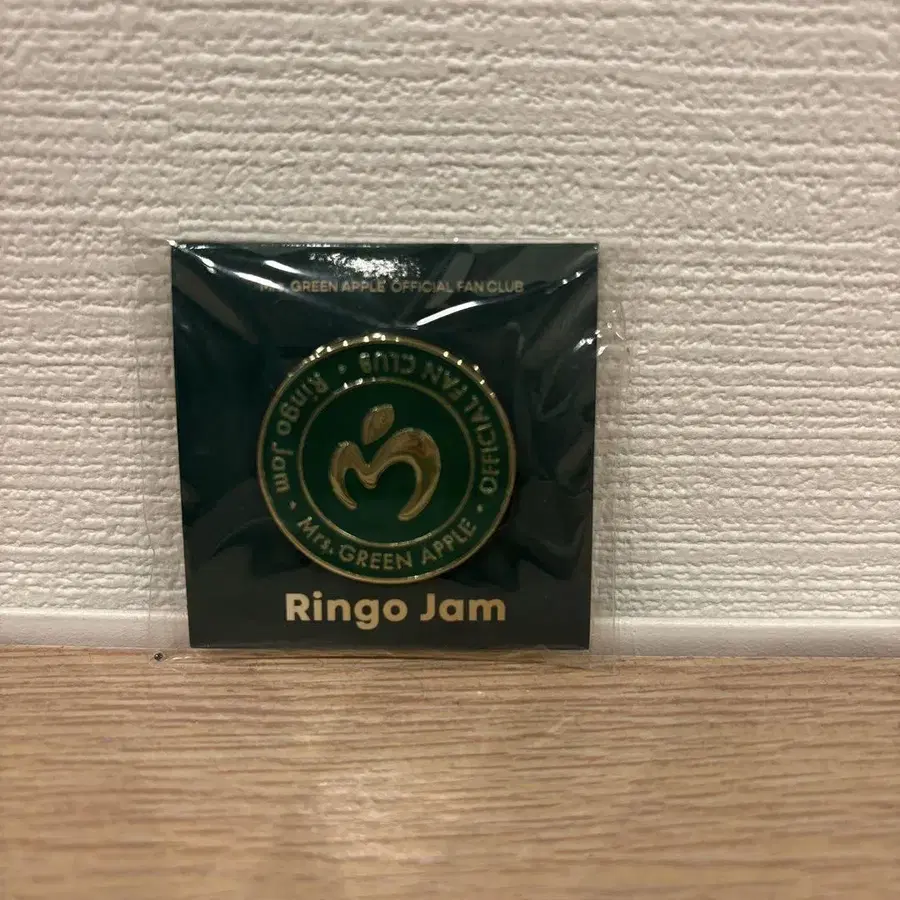 GREEN APPLE OFFICIAL FAN CLUB
Ringo Jam • Mrs. GREEN APPLE • OFFICIAL FAN CLUB •
Ringo Jam